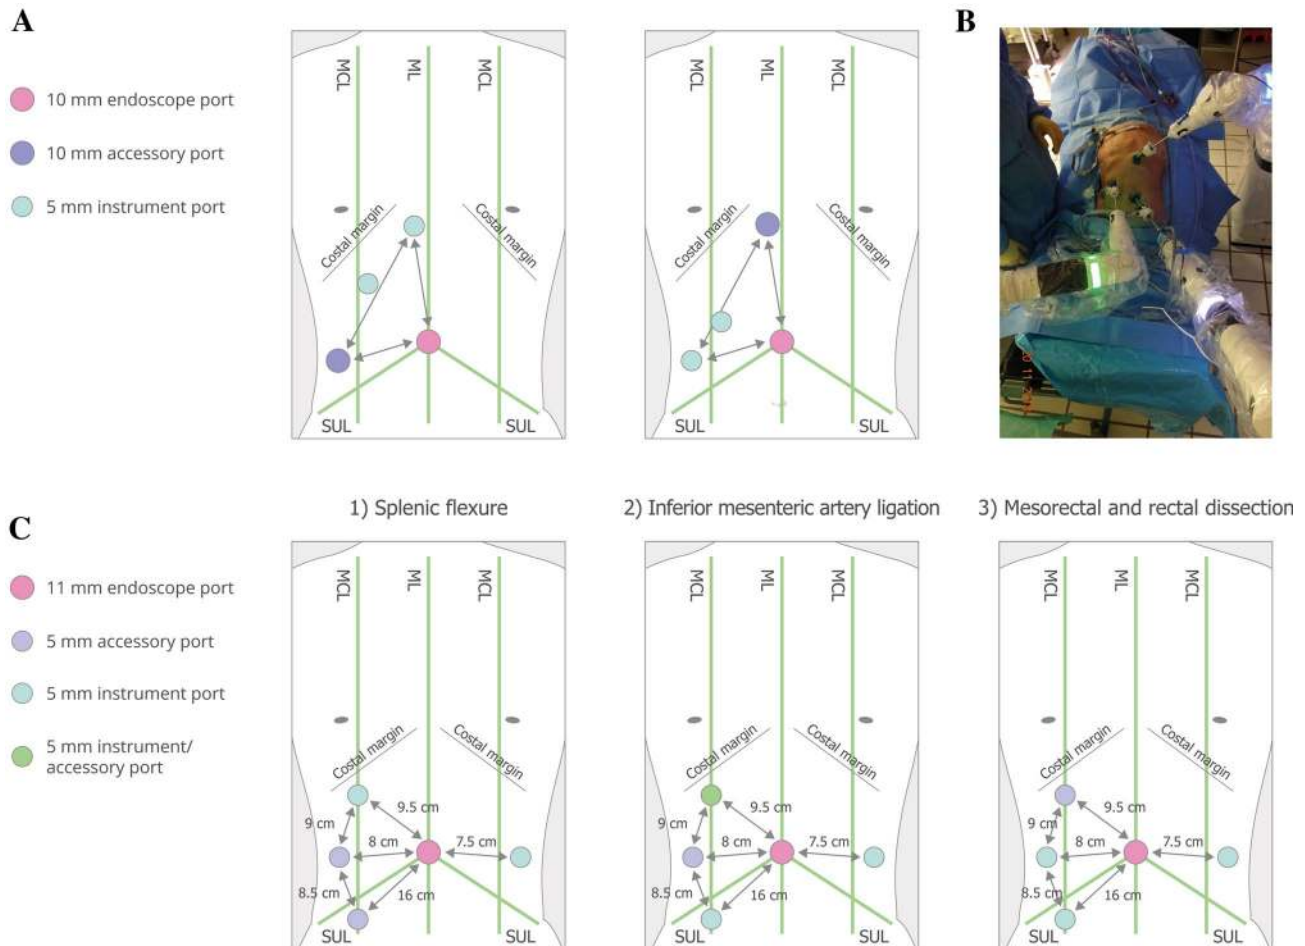 A
B
10 mm endoscope port
10 mm accessory port
5 mm instrument port
MCL
ML
MCL
Costal margin
Costal margin
SUL
SUL
MCL
ML
MCL
Costal margin
Costal margin
SUL
SUL
C
1) Splenic flexure
2) Inferior mesenteric artery ligation
3) Mesorectal and rectal dissection
11 mm endoscope port
5 mm accessory port
5 mm instrument port
5 mm instrument/
accessory port
MCL
ML
MCL
Costal margin
Costal margin
9.5 cm
9 cm
8 cm
7.5 cm
8.5 cm
16 cm
SUL
SUL
MCL
ML
MCL
Costal margin
Costal margin
9.5 cm
9 cm
8 cm
7.5 cm
8.5 cm
16 cm
SUL
SUL
MCL
ML
MCL
Costal margin
Costal margin
9.5 cm
9 cm
8 cm
7.5 cm
8.5 cm
16 cm
SUL
SUL